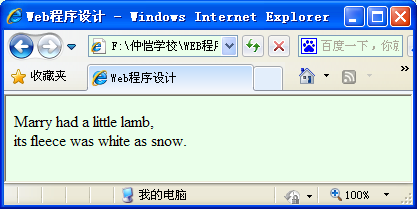 Web程序设计 - Windows Internet Explorer
F:\仲恺学校\WEB程序
百度一下，你
收藏夹
Web程序设计
Marry had a little lamb,
its fleece was white as snow.
我的电脑
100%